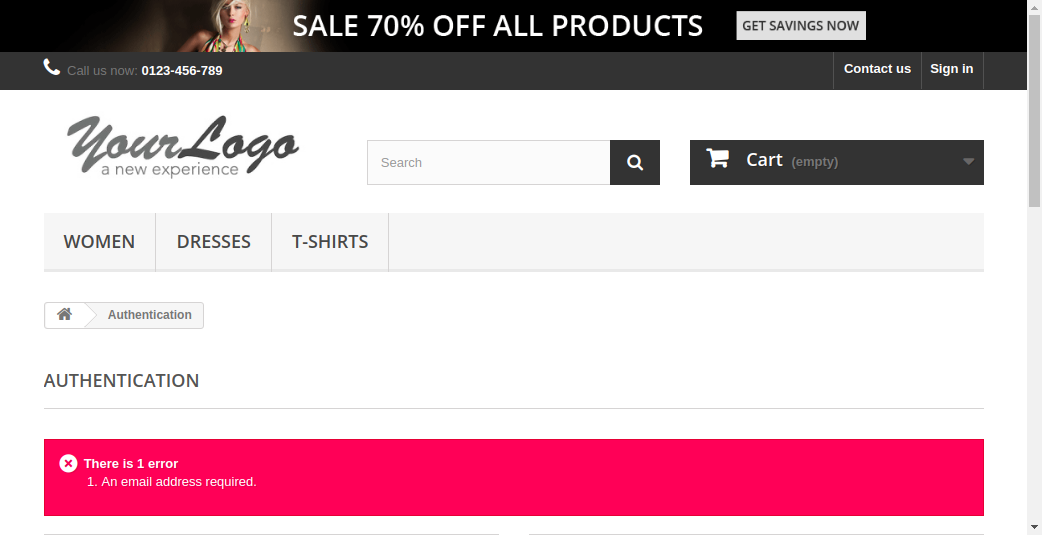 SALE 70% OFF ALL PRODUCTS GET SAVINGS NOW
Call us now: 0123-456-789 Contact us Sign in
YourLogo
a new experience
Search Cart (empty)
WOMEN DRESSES T-SHIRTS
Authentication
AUTHENTICATION
There is 1 error
1. An email address required.